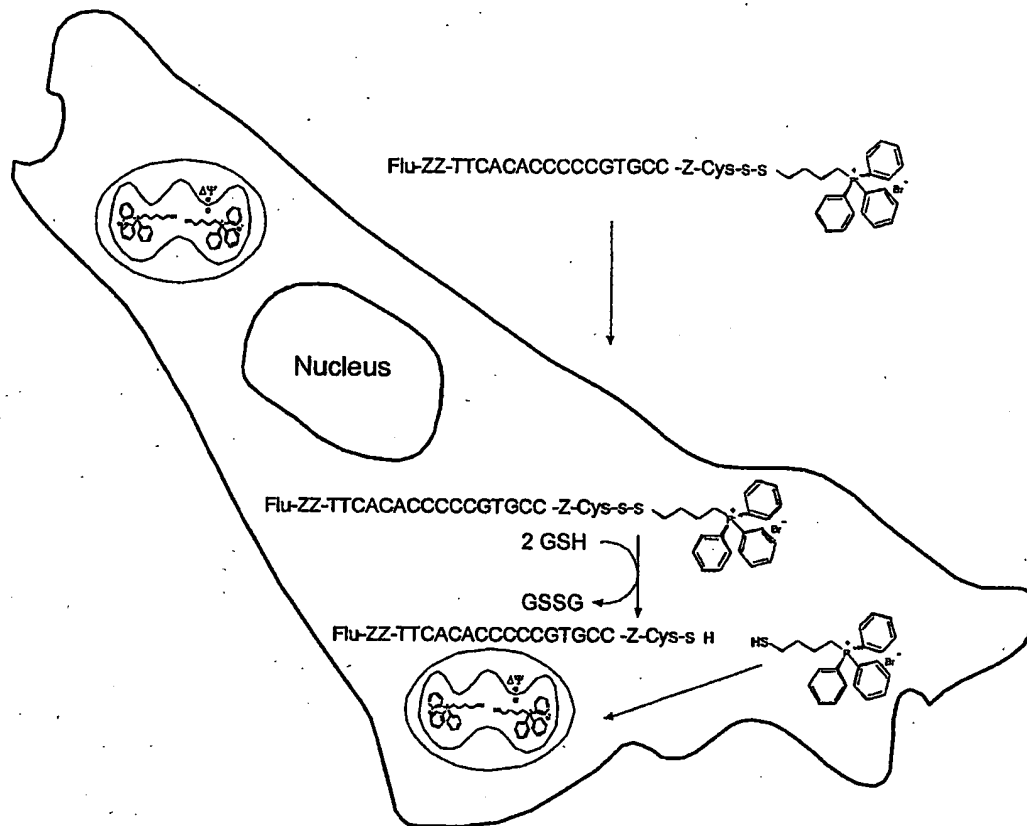 Flu-ZZ-TTCACACCCCCGTGCC -Z-Cys-s-s
P+
Br-
ΔΨ
Nucleus
Flu-ZZ-TTCACACCCCCGTGCC -Z-Cys-s-s
P+
Br-
2 GSH
GSSG
Flu-ZZ-TTCACACCCCCGTGCC -Z-Cys-s H
HS
P+
Br-
ΔΨ